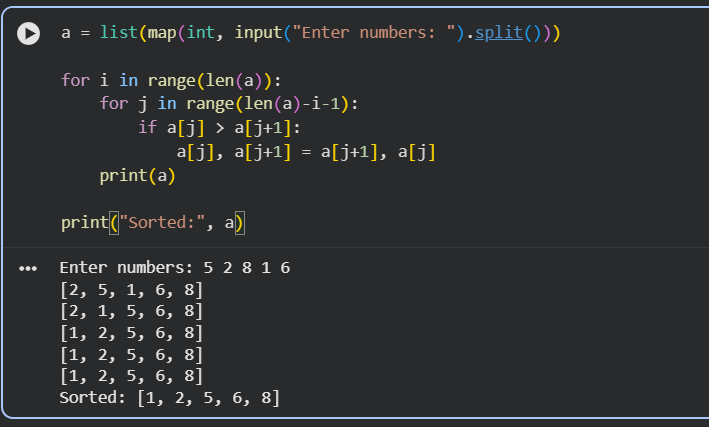 a = list(map(int, input("Enter numbers: ").split()))
for i in range(len(a)):
    for j in range(len(a)-i-1):
        if a[j] > a[j+1]:
            a[j], a[j+1] = a[j+1], a[j]
    print(a)
print("Sorted:", a)
Enter numbers: 5 2 8 1 6
[2, 5, 1, 6, 8]
[2, 1, 5, 6, 8]
[1, 2, 5, 6, 8]
[1, 2, 5, 6, 8]
[1, 2, 5, 6, 8]
Sorted: [1, 2, 5, 6, 8]